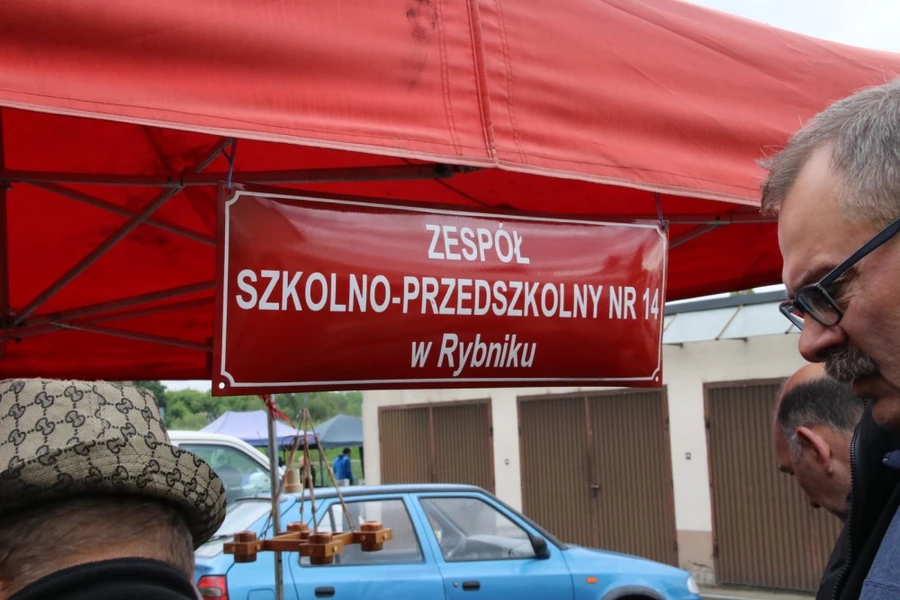 ZESPÓŁ
SZKOLNO-PRZEDSZKOLNY NR 14
w Rybniku